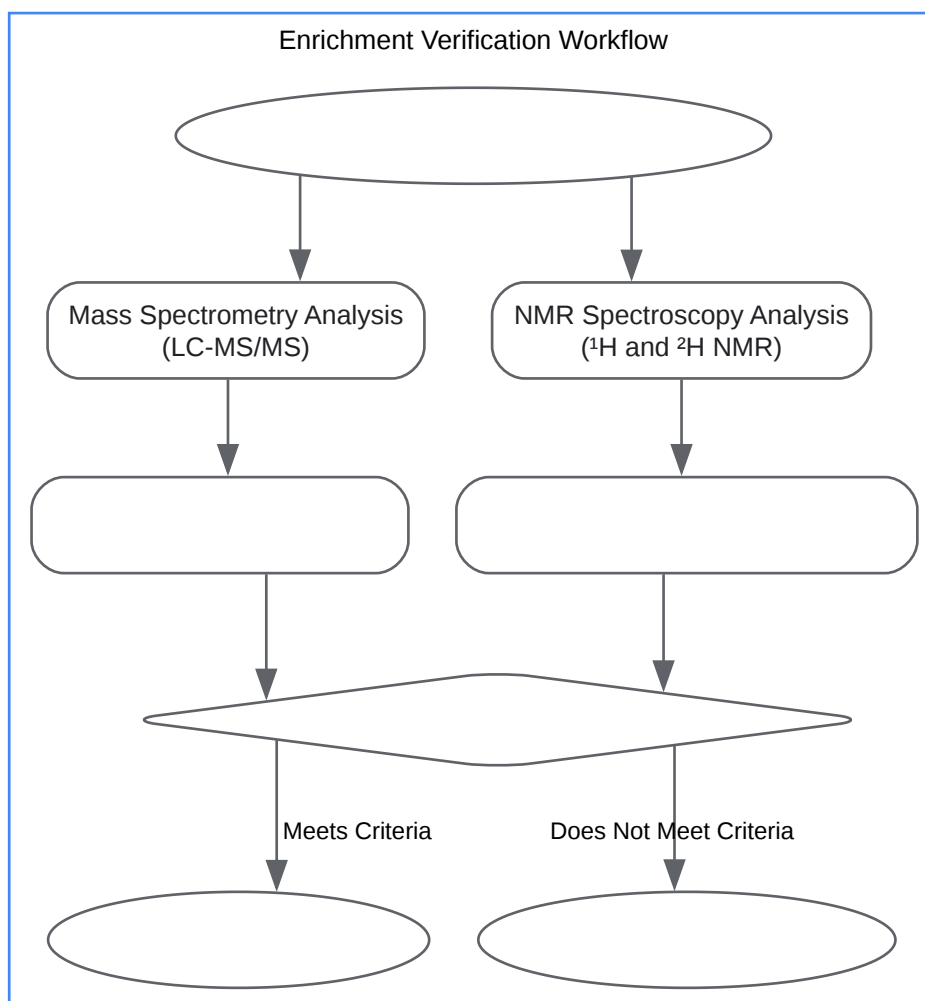 Enrichment Verification Workflow
Mass Spectrometry Analysis
(LC-MS/MS)
NMR Spectroscopy Analysis
(¹H and ²H NMR)
Meets Criteria
Does Not Meet Criteria